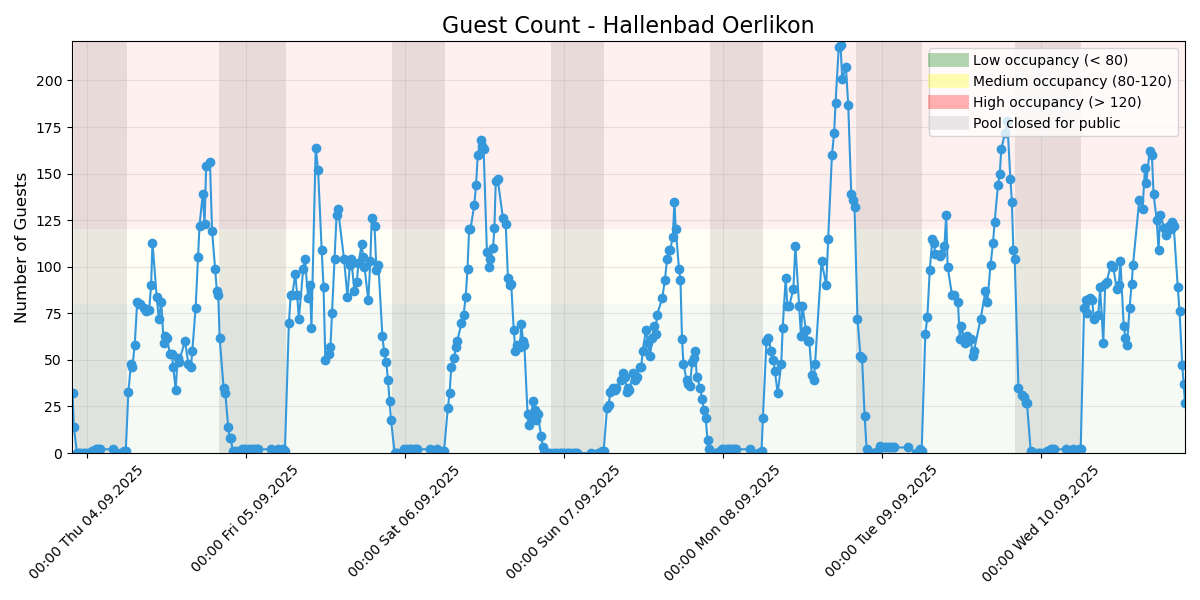 Guest Count - Hallenbad Oerlikon
Number of Guests
200
175
150
125
100
75
50
25
0
Low occupancy (< 80)
Medium occupancy (80-120)
High occupancy (> 120)
Pool closed for public
00:00 Thu 04.09.2025
00:00 Fri 05.09.2025
00:00 Sat 06.09.2025
00:00 Sun 07.09.2025
00:00 Mon 08.09.2025
00:00 Tue 09.09.2025
00:00 Wed 10.09.2025